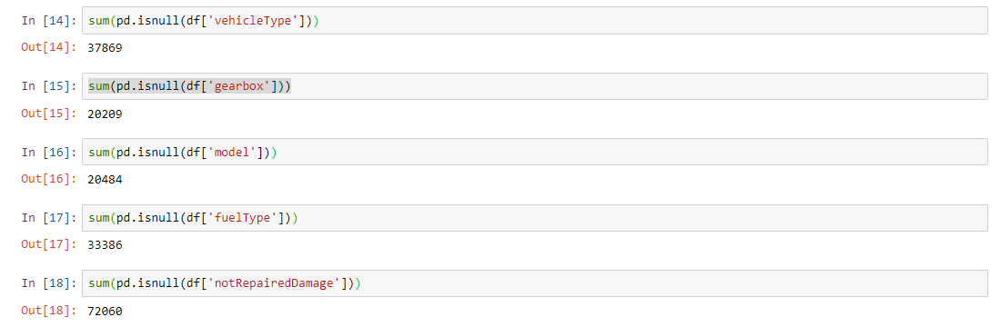 In [14]: sum(pd.isnull(df['vehicleType']))
Out[14]: 37869
In [15]: sum(pd.isnull(df['gearbox']))
Out[15]: 20209
In [16]: sum(pd.isnull(df['model']))
Out[16]: 20484
In [17]: sum(pd.isnull(df['fuelType']))
Out[17]: 33386
In [18]: sum(pd.isnull(df['notRepairedDamage']))
Out[18]: 72060